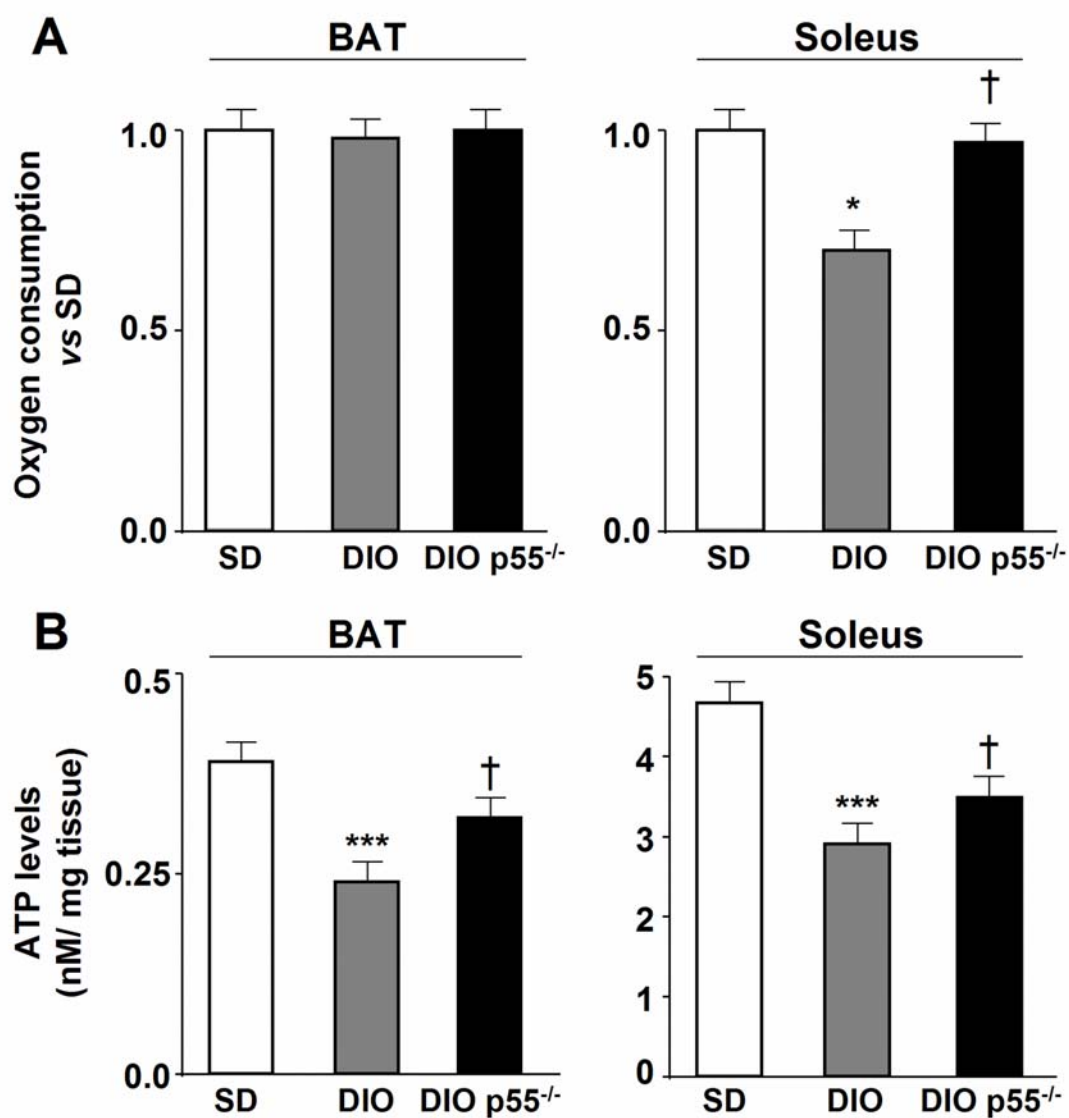 A
BAT
Soleus
Oxygen consumption
vs SD
1.0
0.5
0.0
SD DIO DIO p55-/-
1.0
0.5
0.0
*
†
SD DIO DIO p55-/-
B
BAT
Soleus
ATP levels
(nM/ mg tissue)
0.5
0.25
0.0
***
†
SD DIO DIO p55-/-
5
4
3
2
1
0
***
†
SD DIO DIO p55-/-